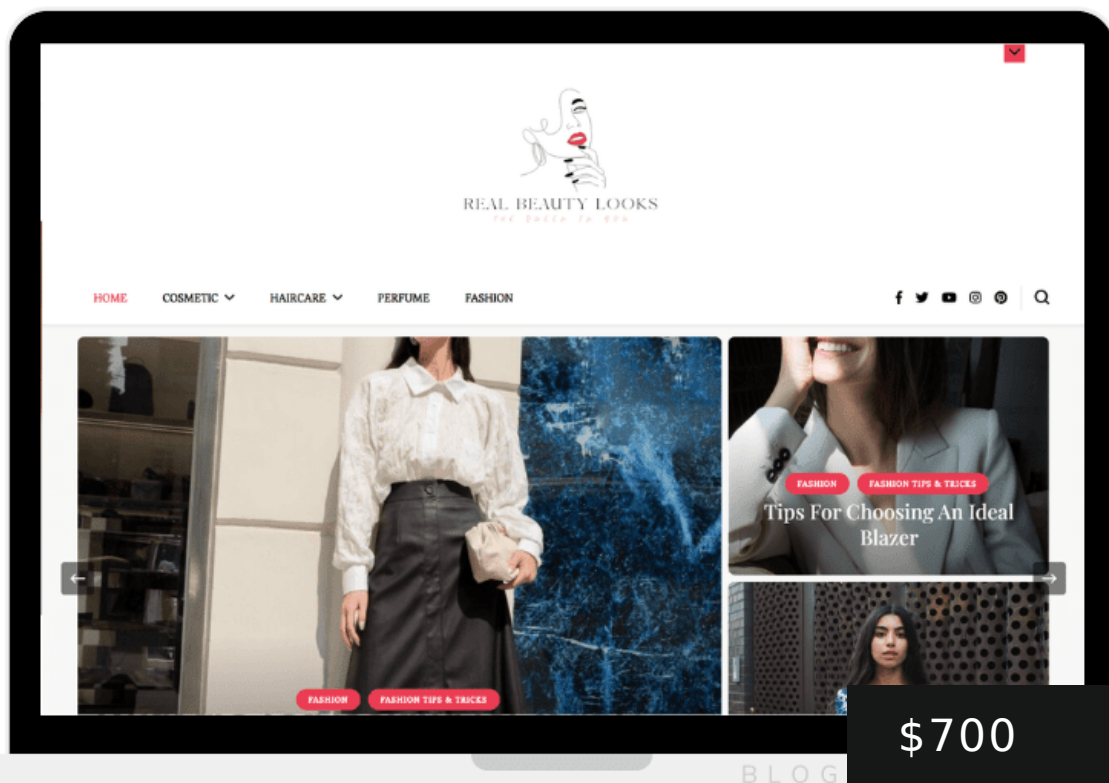 REAL BEAUTY LOOKS
HOME COSMETIC HAIRCARE PERFUME FASHION
FASHION FASHION TIPS & TRICKS
Tips For Choosing An Ideal
Blazer
FASHION FASHION TIPS & TRICKS
$700
BLOG